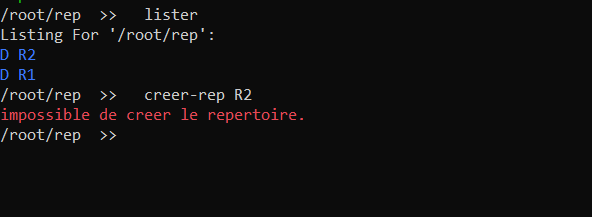 /root/rep >> lister
Listing For '/root/rep':
D R2
D R1
/root/rep >> creer-rep R2
impossible de creer le repertoire.
/root/rep >>